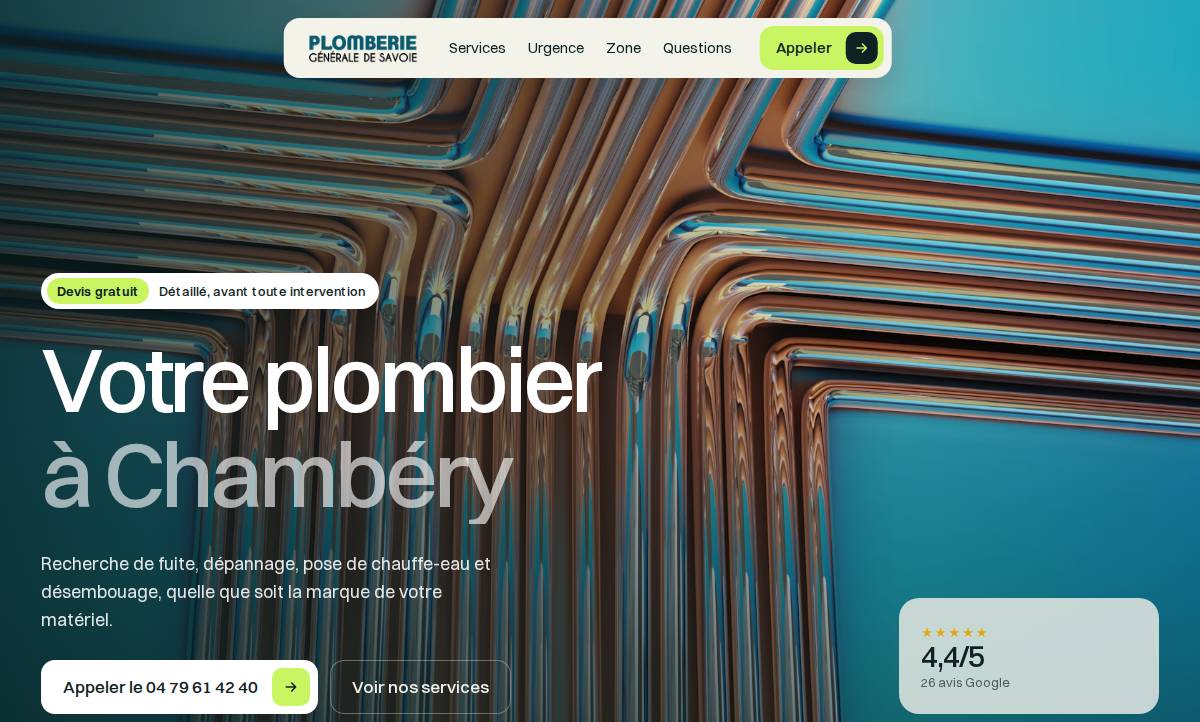 PLOMBERIE
GÉNÉRALE DE SAVOIE
Services
Urgence
Zone
Questions
Appeler →
Devis gratuit
Détaillé, avant toute intervention
Votre plombier
à Chambéry
Recherche de fuite, dépannage, pose de chauffe-eau et
désembouage, quelle que soit la marque de votre
matériel.
Appeler le 04 79 61 42 40 →
Voir nos services
★★★★★
4,4/5
26 avis Google